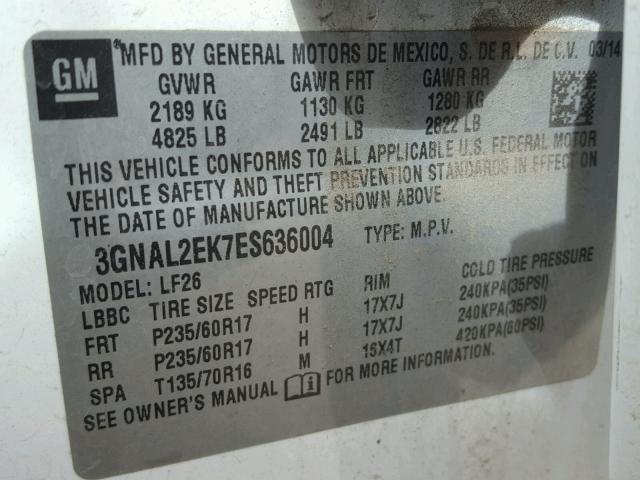 GM
MFD BY GENERAL MOTORS DE MEXICO, S. DE R.L. DE C.V. 03/14
GVWR GAWR FRT GAWR RR
2189 KG 1130 KG 1280 KG
4825 LB 2491 LB 2822 LB
THIS VEHICLE CONFORMS TO ALL APPLICABLE U.S. FEDERAL MOTOR
VEHICLE SAFETY AND THEFT PREVENTION STANDARDS IN EFFECT ON
THE DATE OF MANUFACTURE SHOWN ABOVE.
3GNAL2EK7ES636004 TYPE: M.P.V.
MODEL: LF26
LBBC TIRE SIZE SPEED RTG RIM COLD TIRE PRESSURE
FRT P235/60R17 H 17X7J 240KPA(35PSI)
RR P235/60R17 H 17X7J 240KPA(35PSI)
SPA T135/70R16 M 16X4T 420KPA(60PSI)
SEE OWNER'S MANUAL i FOR MORE INFORMATION.